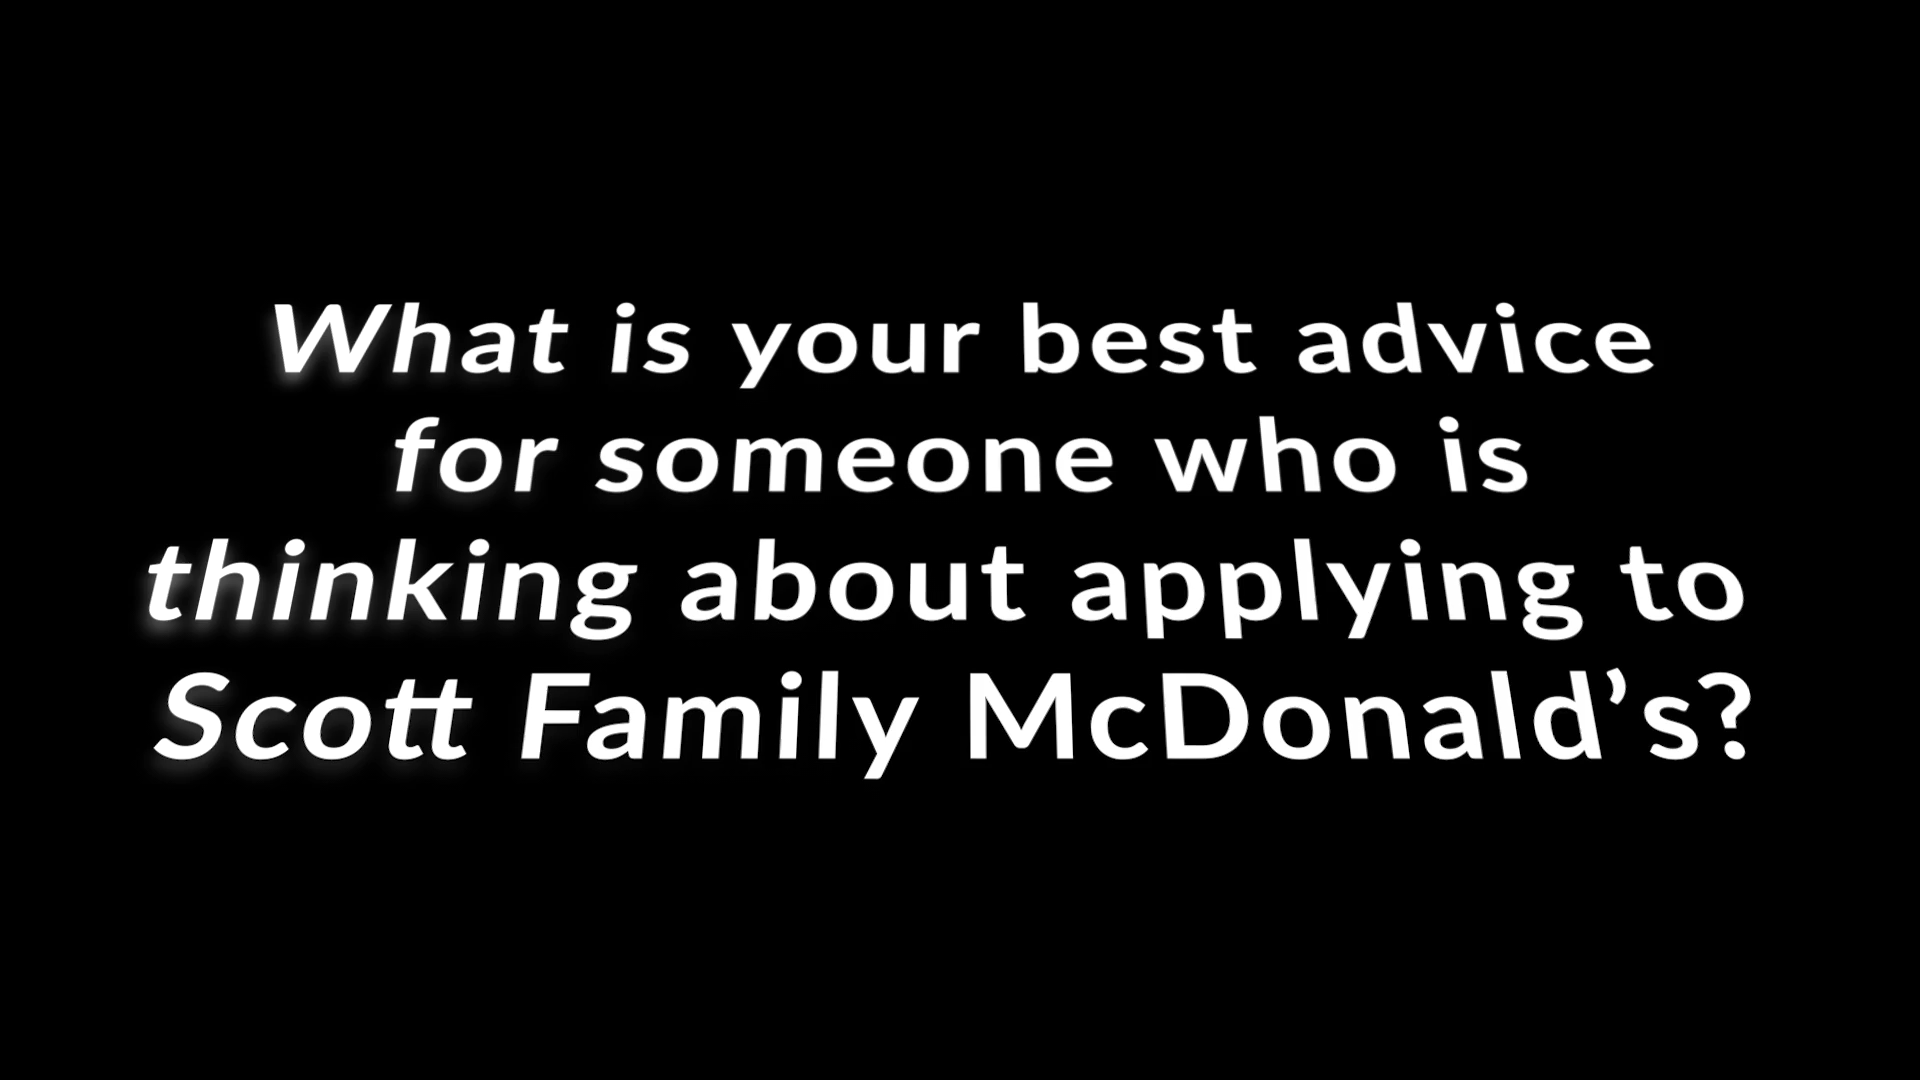 What is your best advice
for someone who is
thinking about applying to
Scott Family McDonald’s?